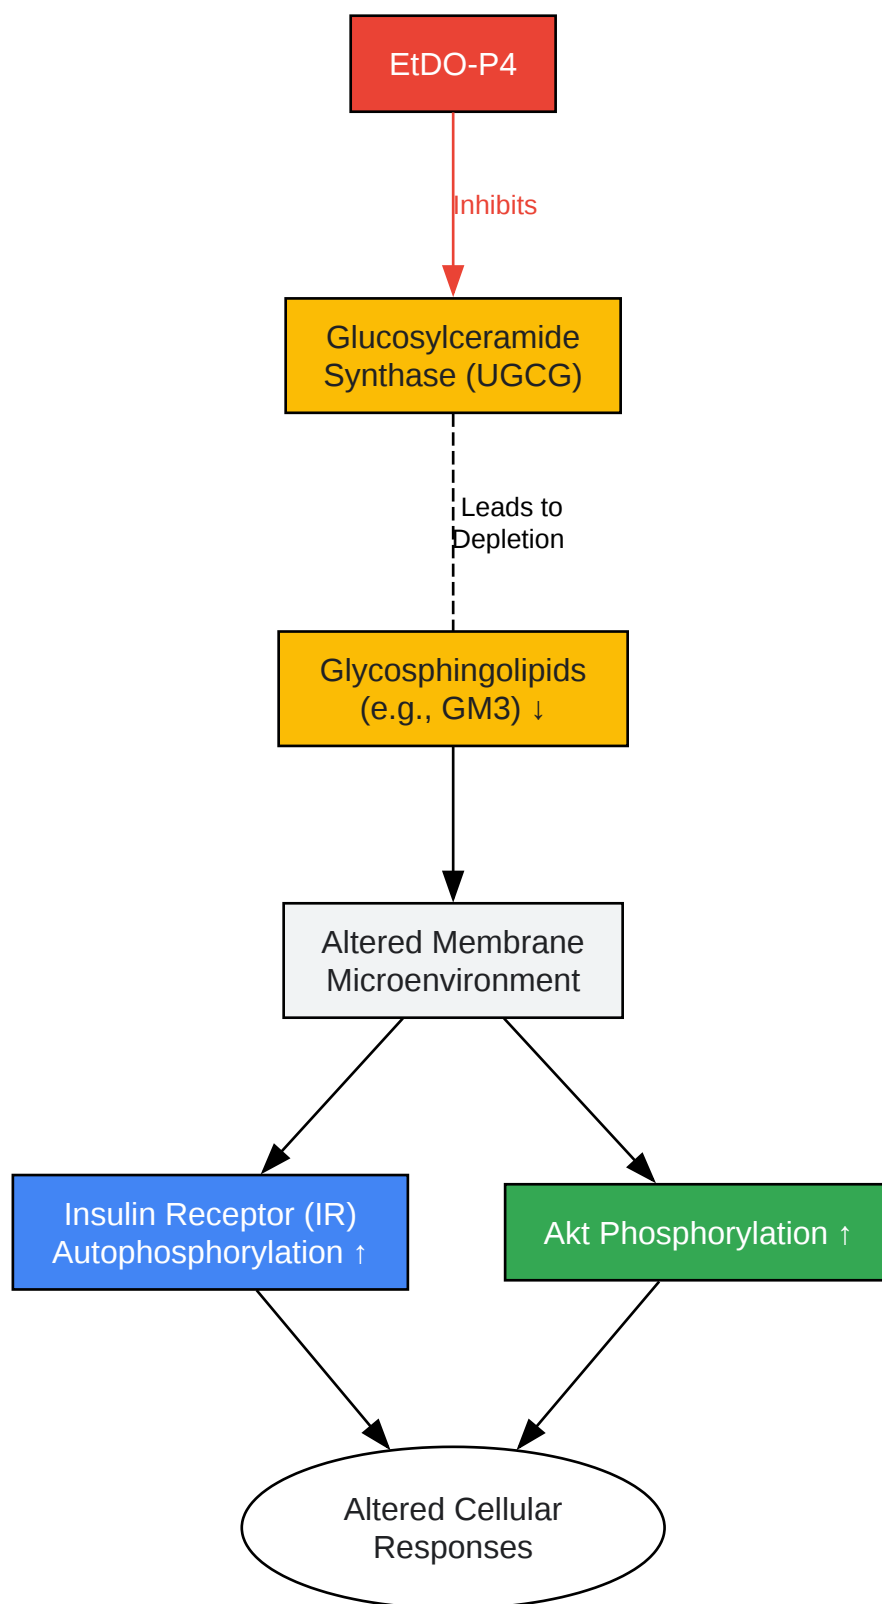 EtDO-P4
Inhibits
Glucosylceramide
Synthase (UGCG)
Leads to
Depletion
Glycosphingolipids
(e.g., GM3) ↓
Altered Membrane
Microenvironment
Insulin Receptor (IR)
Autophosphorylation ↑
Akt Phosphorylation ↑
Altered Cellular
Responses